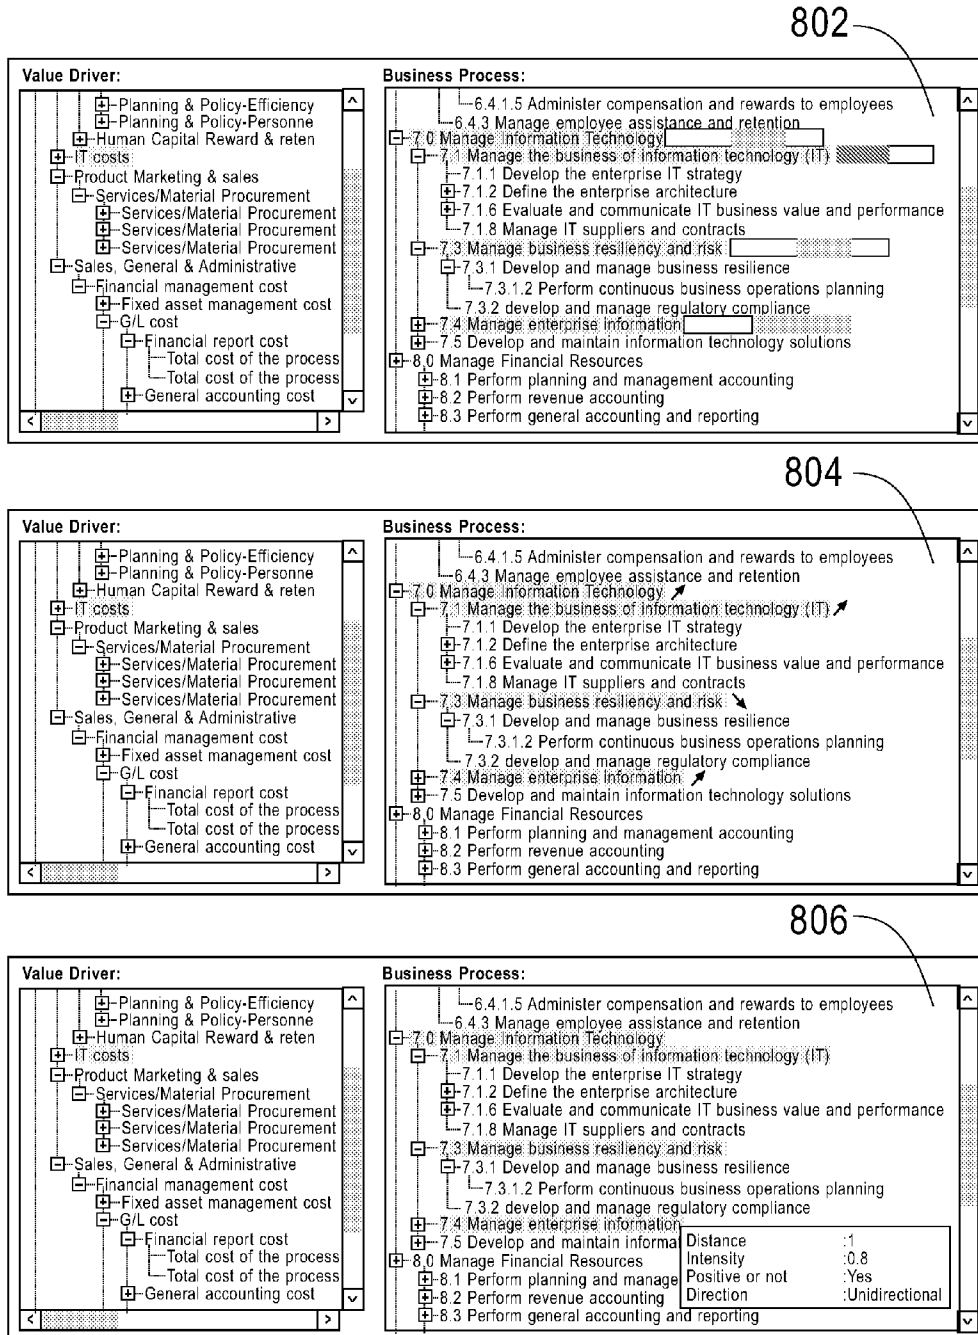 802
Value Driver:
Planning & Policy-Efficiency
Planning & Policy-Personne
Human Capital Reward & reten
IT costs
Product Marketing & sales
Services/Material Procurement
Services/Material Procurement
Services/Material Procurement
Services/Material Procurement
Sales, General & Administrative
Financial management cost
Fixed asset management cost
G/L cost
Financial report cost
Total cost of the process
Total cost of the process
General accounting cost
Business Process:
6.4.1.5 Administer compensation and rewards to employees
6.4.3 Manage employee assistance and retention
7.0 Manage Information Technology
7.1 Manage the business of information technology (IT)
7.1.1 Develop the enterprise IT strategy
7.1.2 Define the enterprise architecture
7.1.6 Evaluate and communicate IT business value and performance
7.1.8 Manage IT suppliers and contracts
7.3 Manage business resiliency and risk
7.3.1 Develop and manage business resilience
7.3.1.2 Perform continuous business operations planning
7.3.2 develop and manage regulatory compliance
7.4 Manage enterprise information
7.5 Develop and maintain information technology solutions
8.0 Manage Financial Resources
8.1 Perform planning and management accounting
8.2 Perform revenue accounting
8.3 Perform general accounting and reporting
804
Value Driver:
Planning & Policy-Efficiency
Planning & Policy-Personne
Human Capital Reward & reten
IT costs
Product Marketing & sales
Services/Material Procurement
Services/Material Procurement
Services/Material Procurement
Services/Material Procurement
Sales, General & Administrative
Financial management cost
Fixed asset management cost
G/L cost
Financial report cost
Total cost of the process
Total cost of the process
General accounting cost
Business Process:
6.4.1.5 Administer compensation and rewards to employees
6.4.3 Manage employee assistance and retention
7.0 Manage Information Technology
7.1 Manage the business of information technology (IT)
7.1.1 Develop the enterprise IT strategy
7.1.2 Define the enterprise architecture
7.1.6 Evaluate and communicate IT business value and performance
7.1.8 Manage IT suppliers and contracts
7.3 Manage business resiliency and risk
7.3.1 Develop and manage business resilience
7.3.1.2 Perform continuous business operations planning
7.3.2 develop and manage regulatory compliance
7.4 Manage enterprise Information
7.5 Develop and maintain information technology solutions
8.0 Manage Financial Resources
8.1 Perform planning and management accounting
8.2 Perform revenue accounting
8.3 Perform general accounting and reporting
806
Value Driver:
Planning & Policy-Efficiency
Planning & Policy-Personne
Human Capital Reward & reten
IT costs
Product Marketing & sales
Services/Material Procurement
Services/Material Procurement
Services/Material Procurement
Services/Material Procurement
Sales, General & Administrative
Financial management cost
Fixed asset management cost
G/L cost
Financial report cost
Total cost of the process
Total cost of the process
General accounting cost
Business Process:
6.4.1.5 Administer compensation and rewards to employees
6.4.3 Manage employee assistance and retention
7.0 Manage Information Technology
7.1 Manage the business of information technology (IT)
7.1.1 Develop the enterprise IT strategy
7.1.2 Define the enterprise architecture
7.1.6 Evaluate and communicate IT business value and performance
7.1.8 Manage IT suppliers and contracts
7.3 Manage business resiliency and risk
7.3.1 Develop and manage business resilience
7.3.1.2 Perform continuous business operations planning
7.3.2 develop and manage regulatory compliance
7.4 Manage enterprise information
7.5 Develop and maintain informat
8.0 Manage Financial Resources
8.1 Perform planning and manage
8.2 Perform revenue accounting
8.3 Perform general accounting and reporting
Distance :1
Intensity :0.8
Positive or not :Yes
Direction :Unidirectional